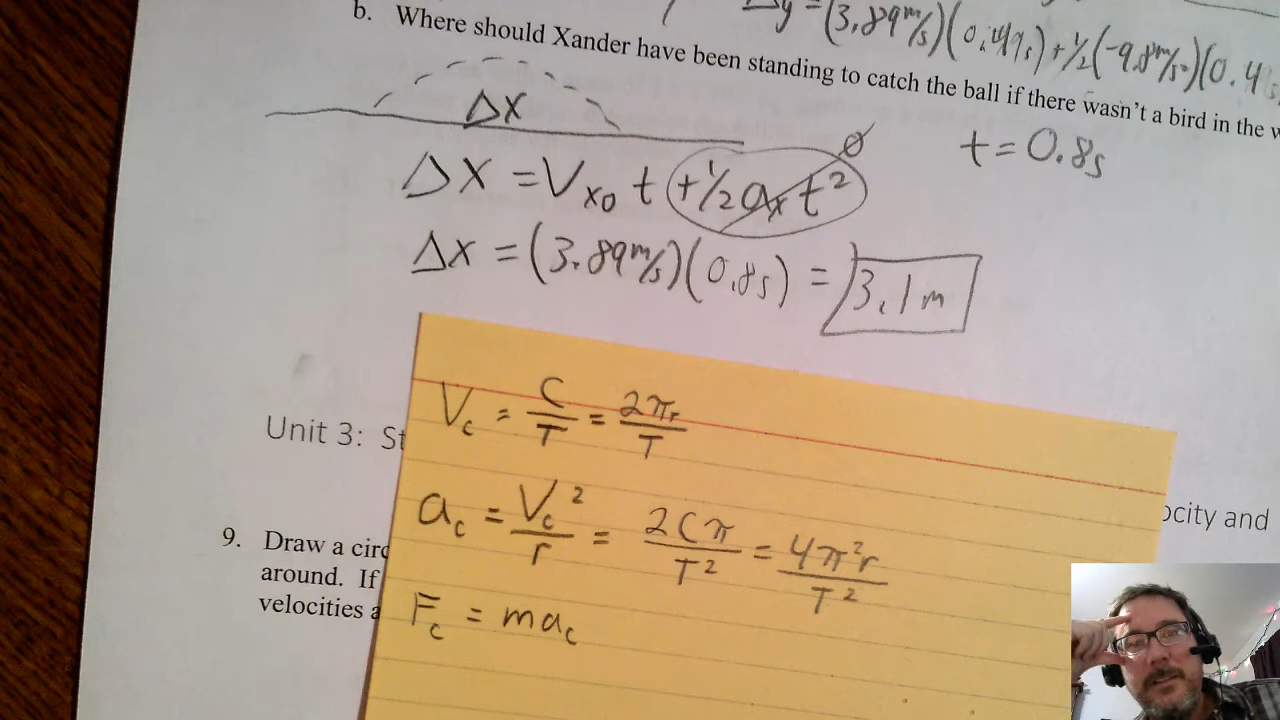 Δy = (3.89 m/s)(0.49s) + 1/2(-9.8 m/s²)(0.4
b. Where should Xander have been standing to catch the ball if there wasn't a bird in the w
Δx
t = 0.8s
Δx = Vx0 t + 1/2 ax t² 0
Δx = (3.89 m/s)(0.8s) = 3.1m
Vc = C/T = 2πr/T
Unit 3: St
ac = Vc²/r = 2Cπ/T² = 4π²r/T²
ocity and
9. Draw a circ
around. If
velocities a
Fc = mac